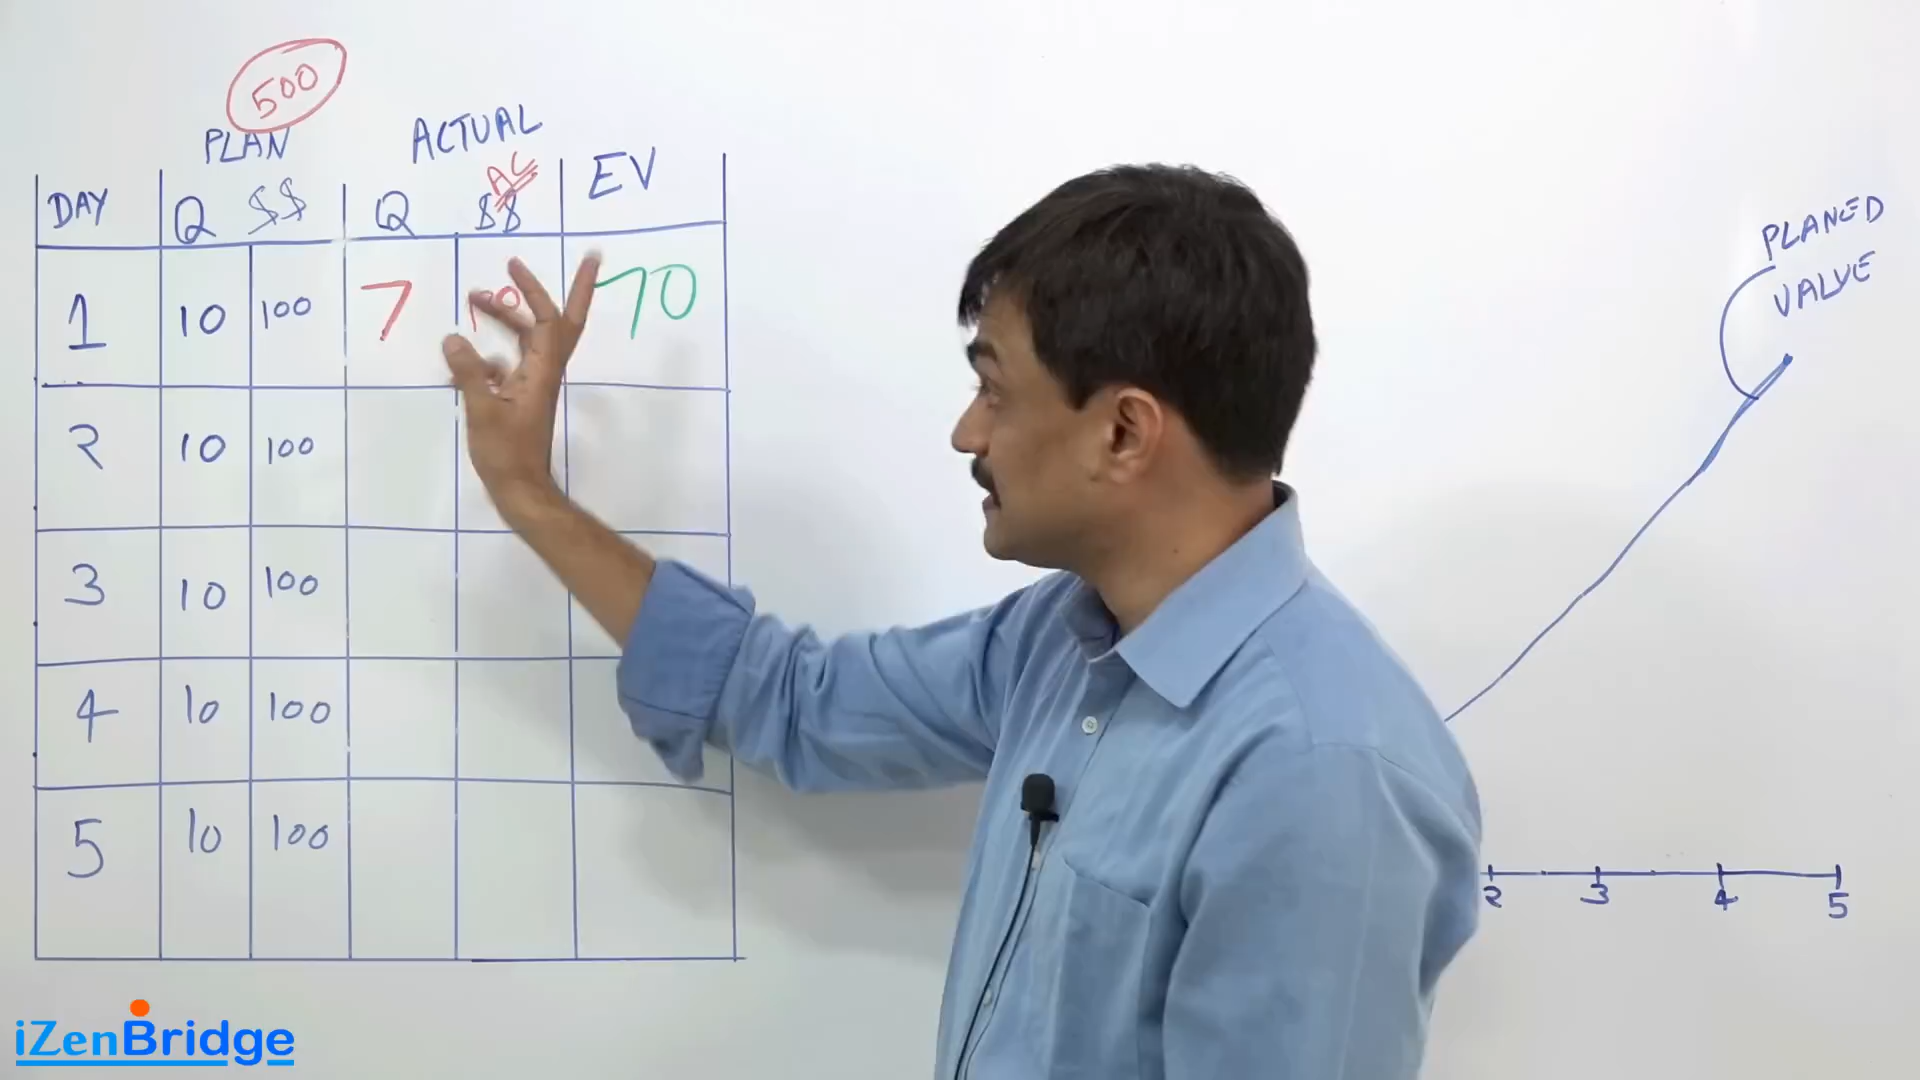 500
PLAN ACTUAL
AC
DAY Q $$ Q $$ EV
1 10 100 7 70
2 10 100
3 10 100
4 10 100
5 10 100
PLANED
VALVE
2 3 4 5
iZenBridge